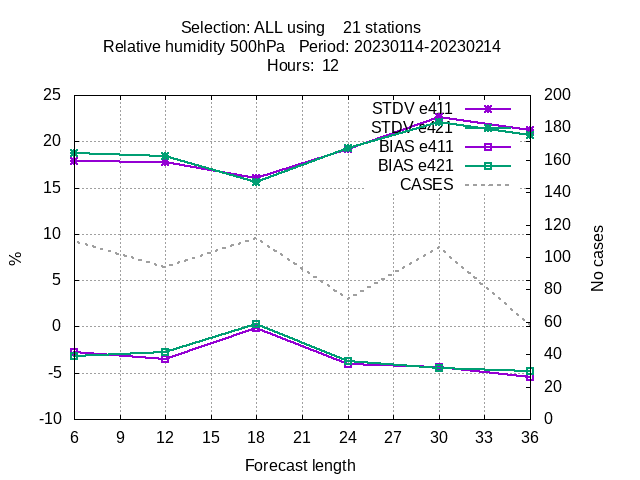 Selection: ALL using    21 stations
Relative humidity 500hPa   Period: 20230114-20230214
Hours:  12
25
20
15
10
5
0
-5
-10
%
STDV e411
STDV e421
BIAS e411
BIAS e421
CASES
200
180
160
140
120
100
80
60
40
20
0
No cases
6 9 12 15 18 21 24 27 30 33 36
Forecast length